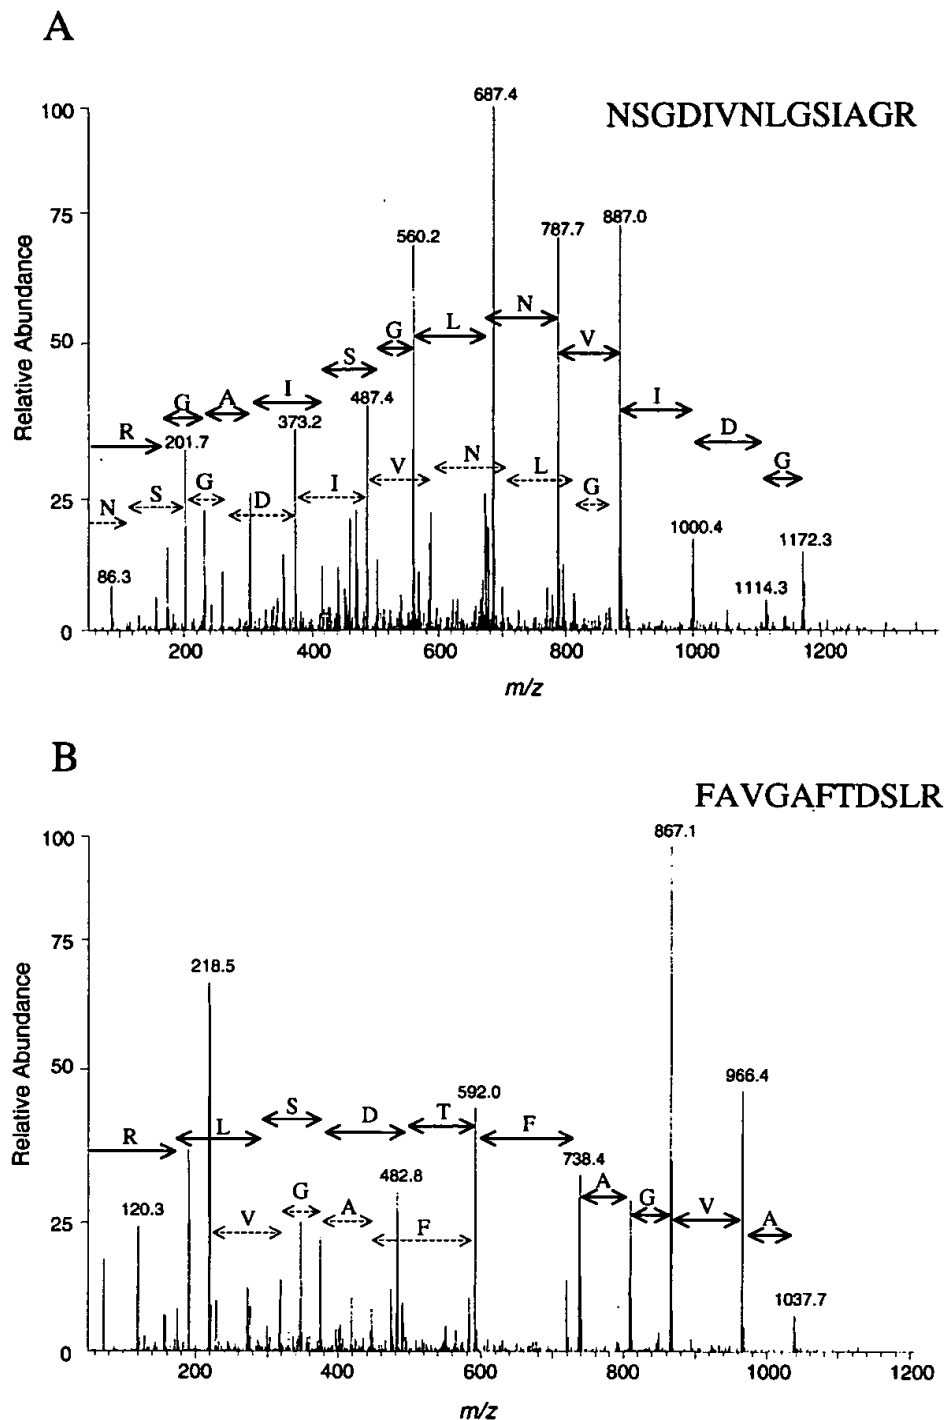 A
NSGDIVNLGSIAGR
687.4
887.0
787.7
560.2
N
L
V
G
S
I
A
G
R
487.4
373.2
201.7
I
D
G
N
S
G
D
I
V
N
L
G
1000.4
1172.3
1114.3
86.3
100
75
50
25
0
Relative Abundance
200 400 600 800 1000 1200
m/z
B
FAVGAFTDSLR
867.1
218.5
966.4
592.0
738.4
482.8
120.3
1037.7
R L S D T F
A G V A
V G A F
100
75
50
25
0
Relative Abundance
200 400 600 800 1000 1200
m/z